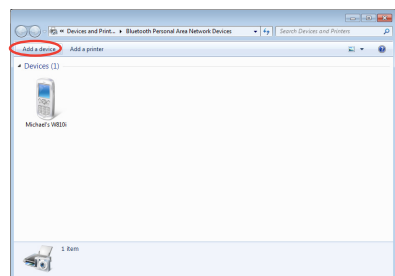 « Devices and Print... ▸ Bluetooth Personal Area Network Devices
Search Devices and Printers
Add a device Add a printer
Devices (1)
Michael's W810i
1 item